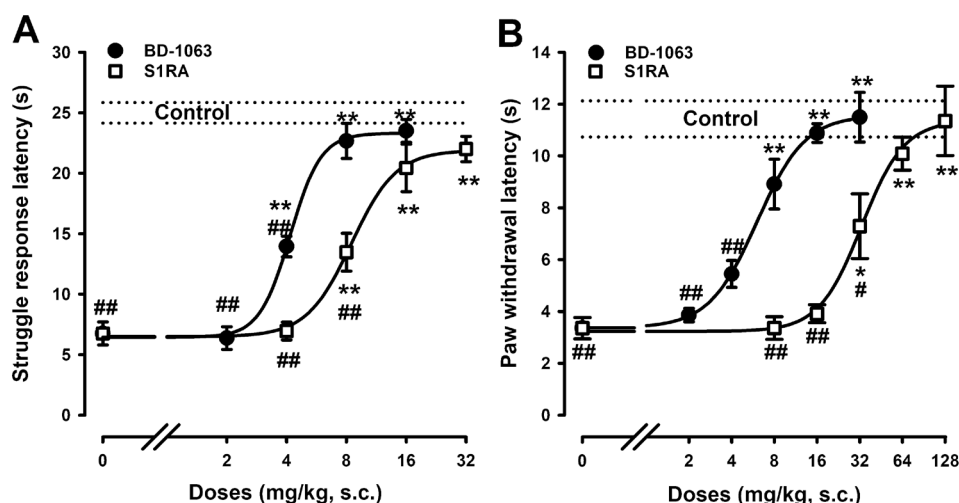 A
BD-1063
S1RA
Struggle response latency (s)
30
25
20
15
10
5
0
Control
##
##
**
##
##
**
**
##
**
**
**
0 2 4 8 16 32
Doses (mg/kg, s.c.)
B
BD-1063
S1RA
Paw withdrawal latency (s)
14
12
10
8
6
4
2
0
Control
##
##
##
**
##
**
##
**
*
#
**
**
0 2 4 8 16 32 64 128
Doses (mg/kg, s.c.)